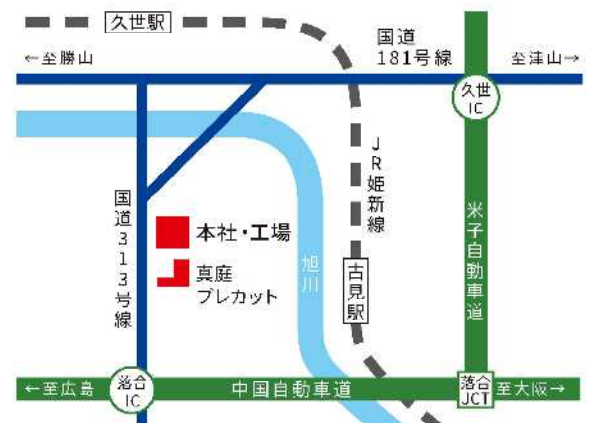 久世駅
国道
181号線
←至勝山
至津山→
久世
IC
JR姫新線
米子自動車道
国道313号線
本社・工場
真庭
プレカット
旭川
古見駅
←至広島
落合
IC
中国自動車道
落合
JCT
至大阪→